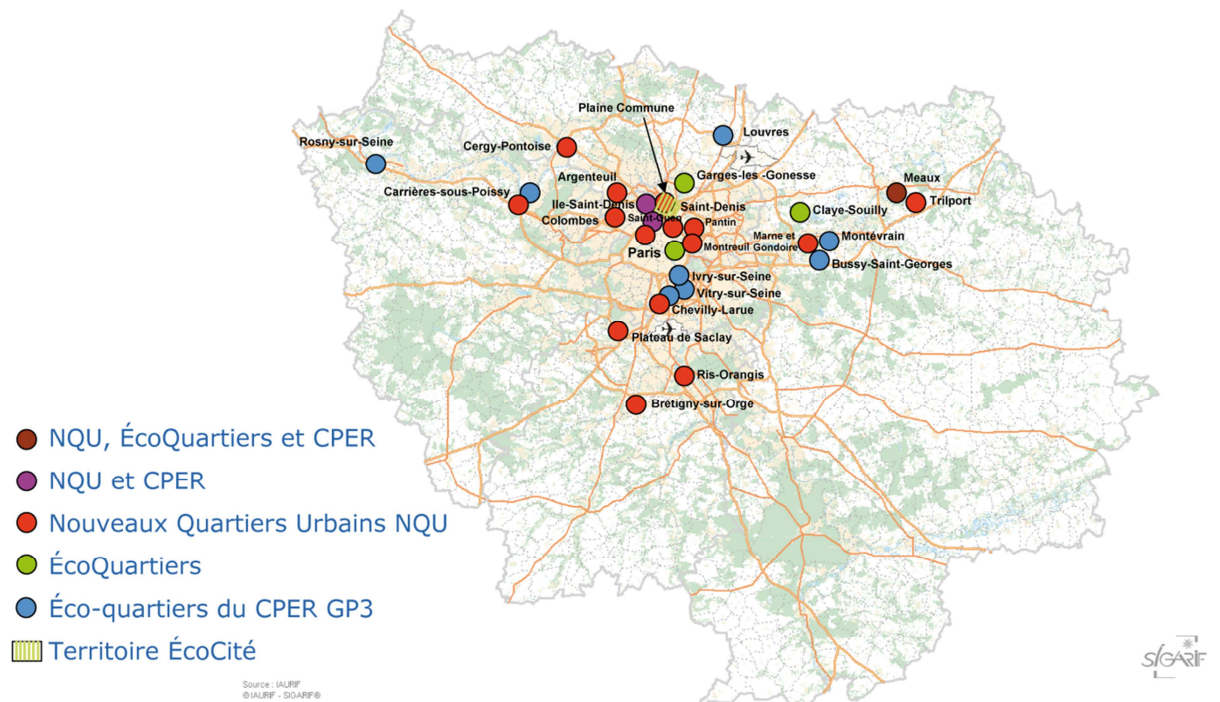 Plaine Commune
Louvres
Rosny-sur-Seine
Cergy-Pontoise
Garges-les -Gonesse
Argenteuil
Meaux
Carrières-sous-Poissy
Ile-Saint-Denis
Saint-Denis
Trilport
Claye-Souilly
Colombes
Saint-Ouen
Pantin
Marne et
Gondoire
Montévrain
Paris
Montreuil
Bussy-Saint-Georges
Ivry-sur-Seine
Vitry-sur-Seine
Chevilly-Larue
Plateau de Saclay
Ris-Orangis
Brétigny-sur-Orge
NQU, ÉcoQuartiers et CPER
NQU et CPER
Nouveaux Quartiers Urbains NQU
ÉcoQuartiers
Éco-quartiers du CPER GP3
Territoire ÉcoCité
Source : IAURIF
© IAURIF - SIGARIF®
SIGARIF